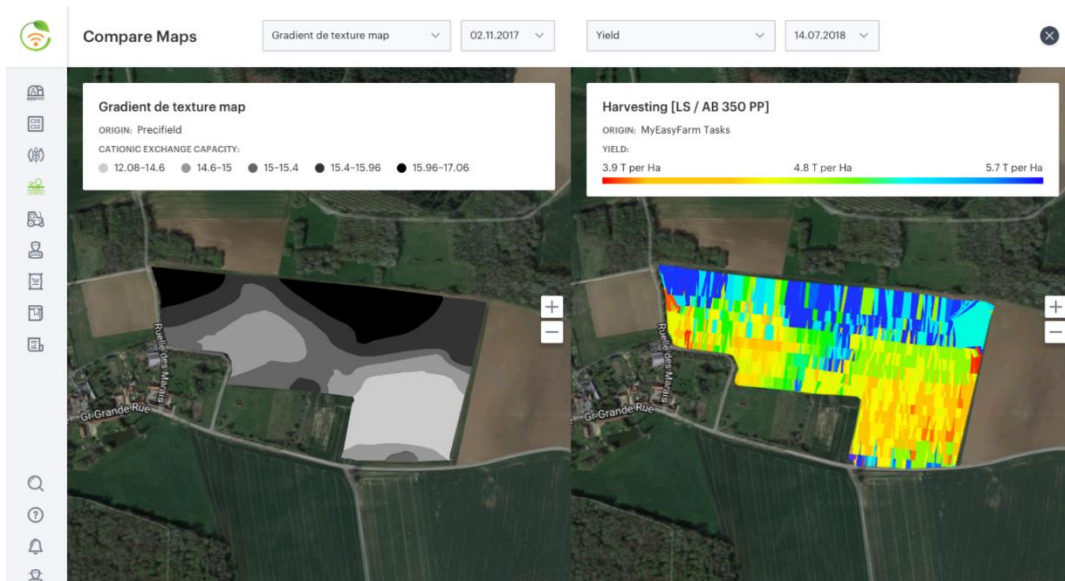 Compare Maps
Gradient de texture map
02.11.2017
Yield
14.07.2018
Gradient de texture map
ORIGIN: Precifield
CATIONIC EXCHANGE CAPACITY:
12.08-14.6 14.6-15 15-15.4 15.4-15.96 15.96-17.06
Harvesting [LS / AB 350 PP]
ORIGIN: MyEasyFarm Tasks
YIELD:
3.9 T per Ha 4.8 T per Ha 5.7 T per Ha
+
−
Ruelle des Marais
Gr Grande Rue
+
−
Ruelle des Marais
Gr Grande Rue